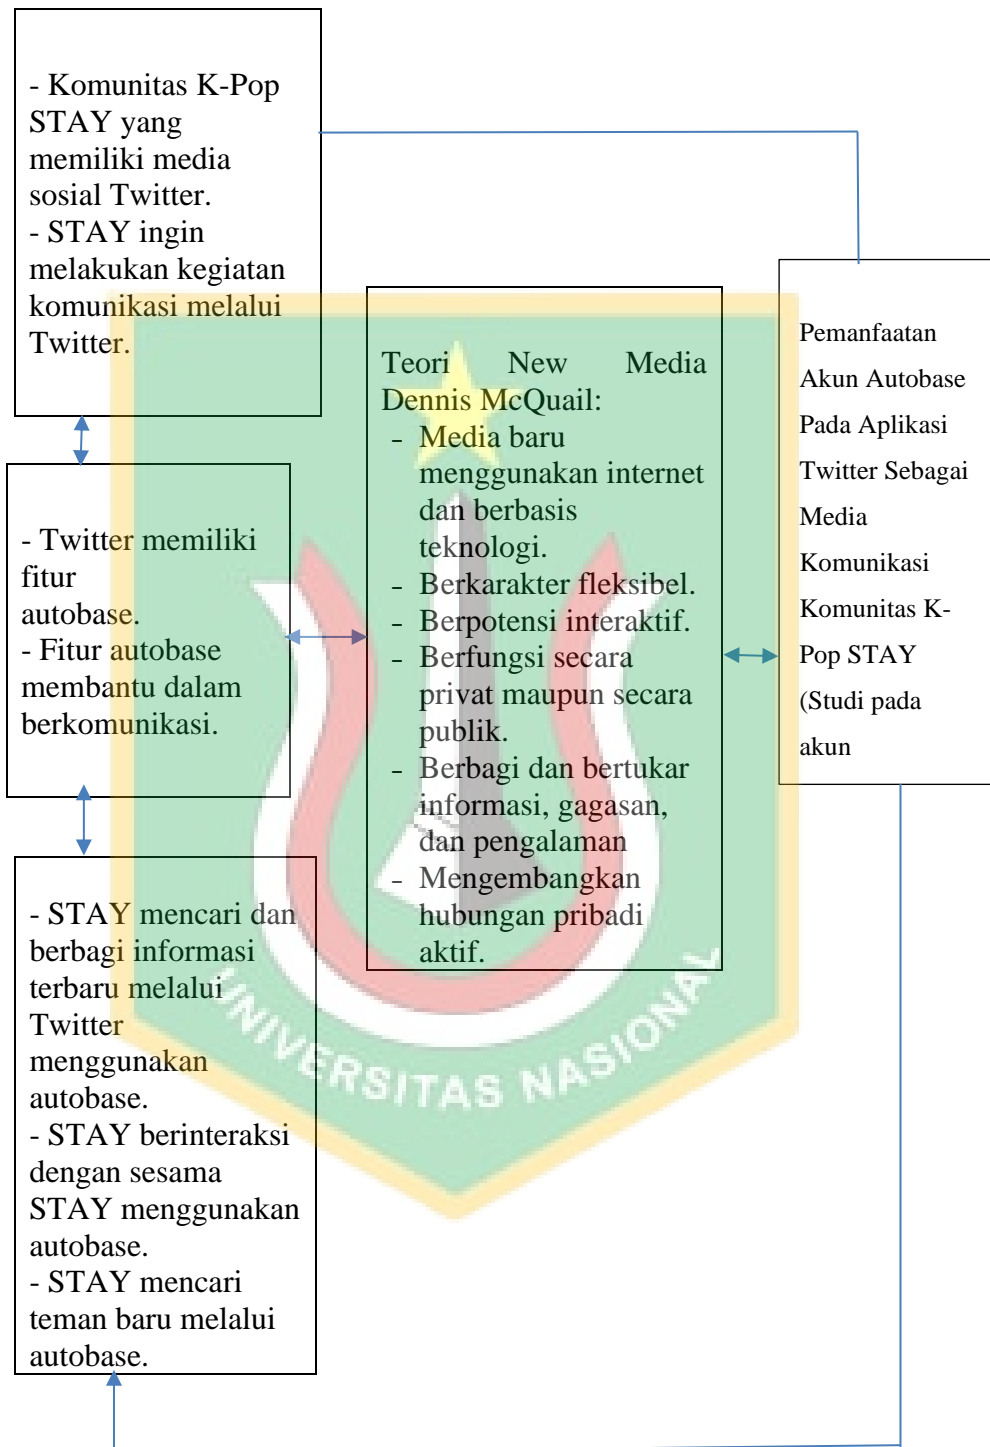 - Komunitas K-Pop
STAY yang
memiliki media
sosial Twitter.
- STAY ingin
melakukan kegiatan
komunikasi melalui
Twitter.
- Twitter memiliki
fitur
autobase.
- Fitur autobase
membantu dalam
berkomunikasi.
- STAY mencari dan
berbagi informasi
terbaru melalui
Twitter
menggunakan
autobase.
- STAY berinteraksi
dengan sesama
STAY menggunakan
autobase.
- STAY mencari
teman baru melalui
autobase.
Teori New Media
Dennis McQuail:
- Media baru
menggunakan internet
dan berbasis
teknologi.
- Berkarakter fleksibel.
- Berpotensi interaktif.
- Berfungsi secara
privat maupun secara
publik.
- Berbagi dan bertukar
informasi, gagasan,
dan pengalaman
- Mengembangkan
hubungan pribadi
aktif.
Pemanfaatan
Akun Autobase
Pada Aplikasi
Twitter Sebagai
Media
Komunikasi
Komunitas K-
Pop STAY
(Studi pada
akun
UNIVERSITAS NASIONAL